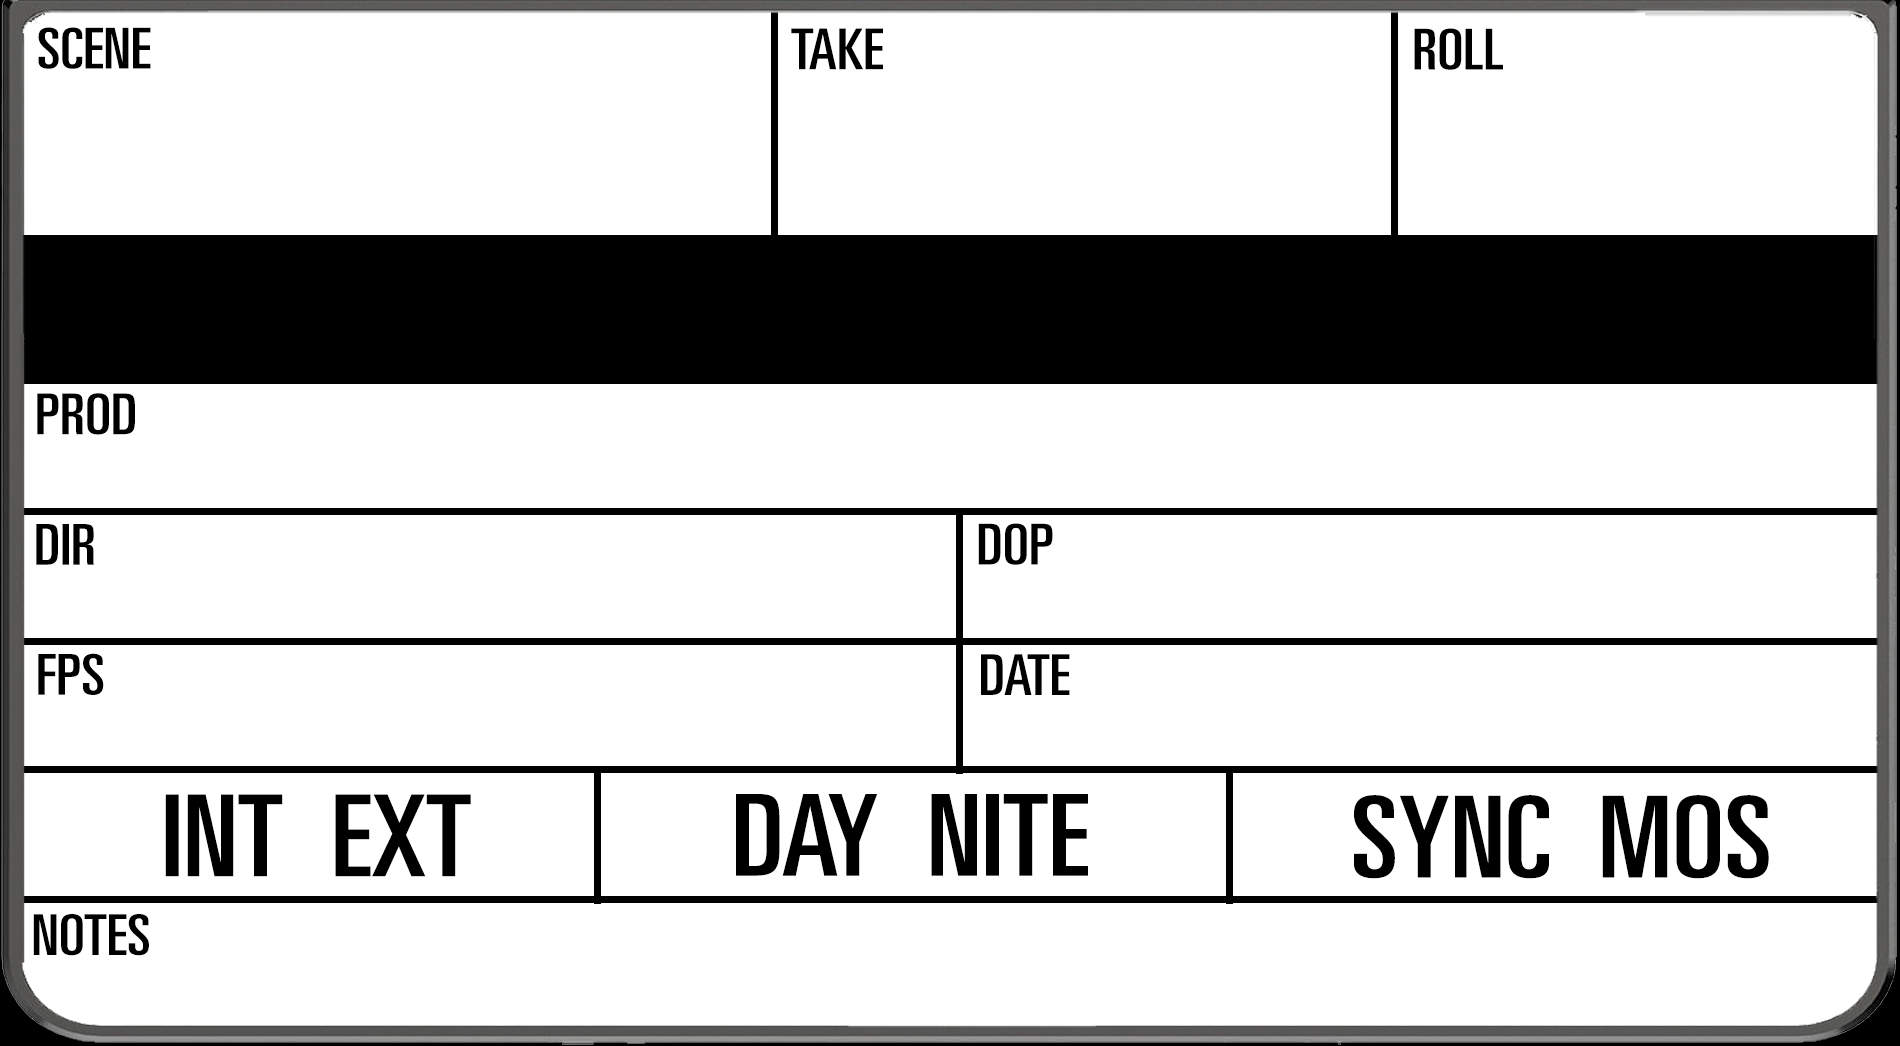 SCENE TAKE ROLL
PROD
DIR DOP
FPS DATE
INT EXT DAY NITE SYNC MOS
NOTES